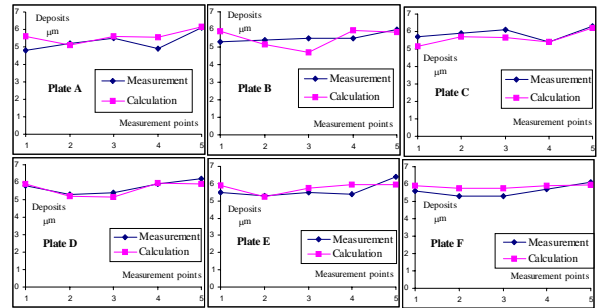 7
6
5
4
3
2
1
0
Deposits
µm
Plate A
Measurement
Calculation
Measurement points
1 2 3 4 5
7
6
5
4
3
2
1
0
Deposits
µm
Plate B
Measurement
Calculation
Measurement points
1 2 3 4 5
7
6
5
4
3
2
1
0
Deposits
µm
Plate C
Measurement
Calculation
Measurement points
1 2 3 4 5
7
6
5
4
3
2
1
0
Deposits
µm
Plate D
Measurement
Calculation
Measurement points
1 2 3 4 5
7
6
5
4
3
2
1
0
Deposits
µm
Plate E
Measurement
Calculation
Measurement points
1 2 3 4 5
7
6
5
4
3
2
1
0
Deposits
µm
Plate F
Measurement
Calculation
Measurement points
1 2 3 4 5